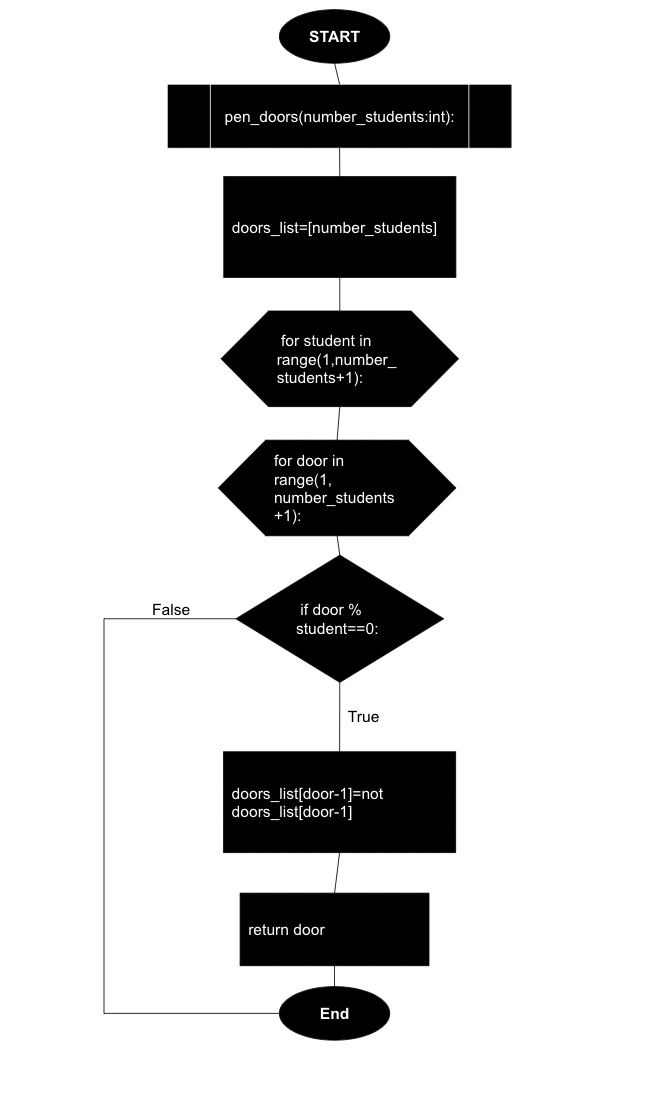 START
pen_doors(number_students:int):
doors_list=[number_students]
for student in
range(1,number_
students+1):
for door in
range(1,
number_students
+1):
False
if door %
student==0:
True
doors_list[door-1]=not
doors_list[door-1]
return door
End